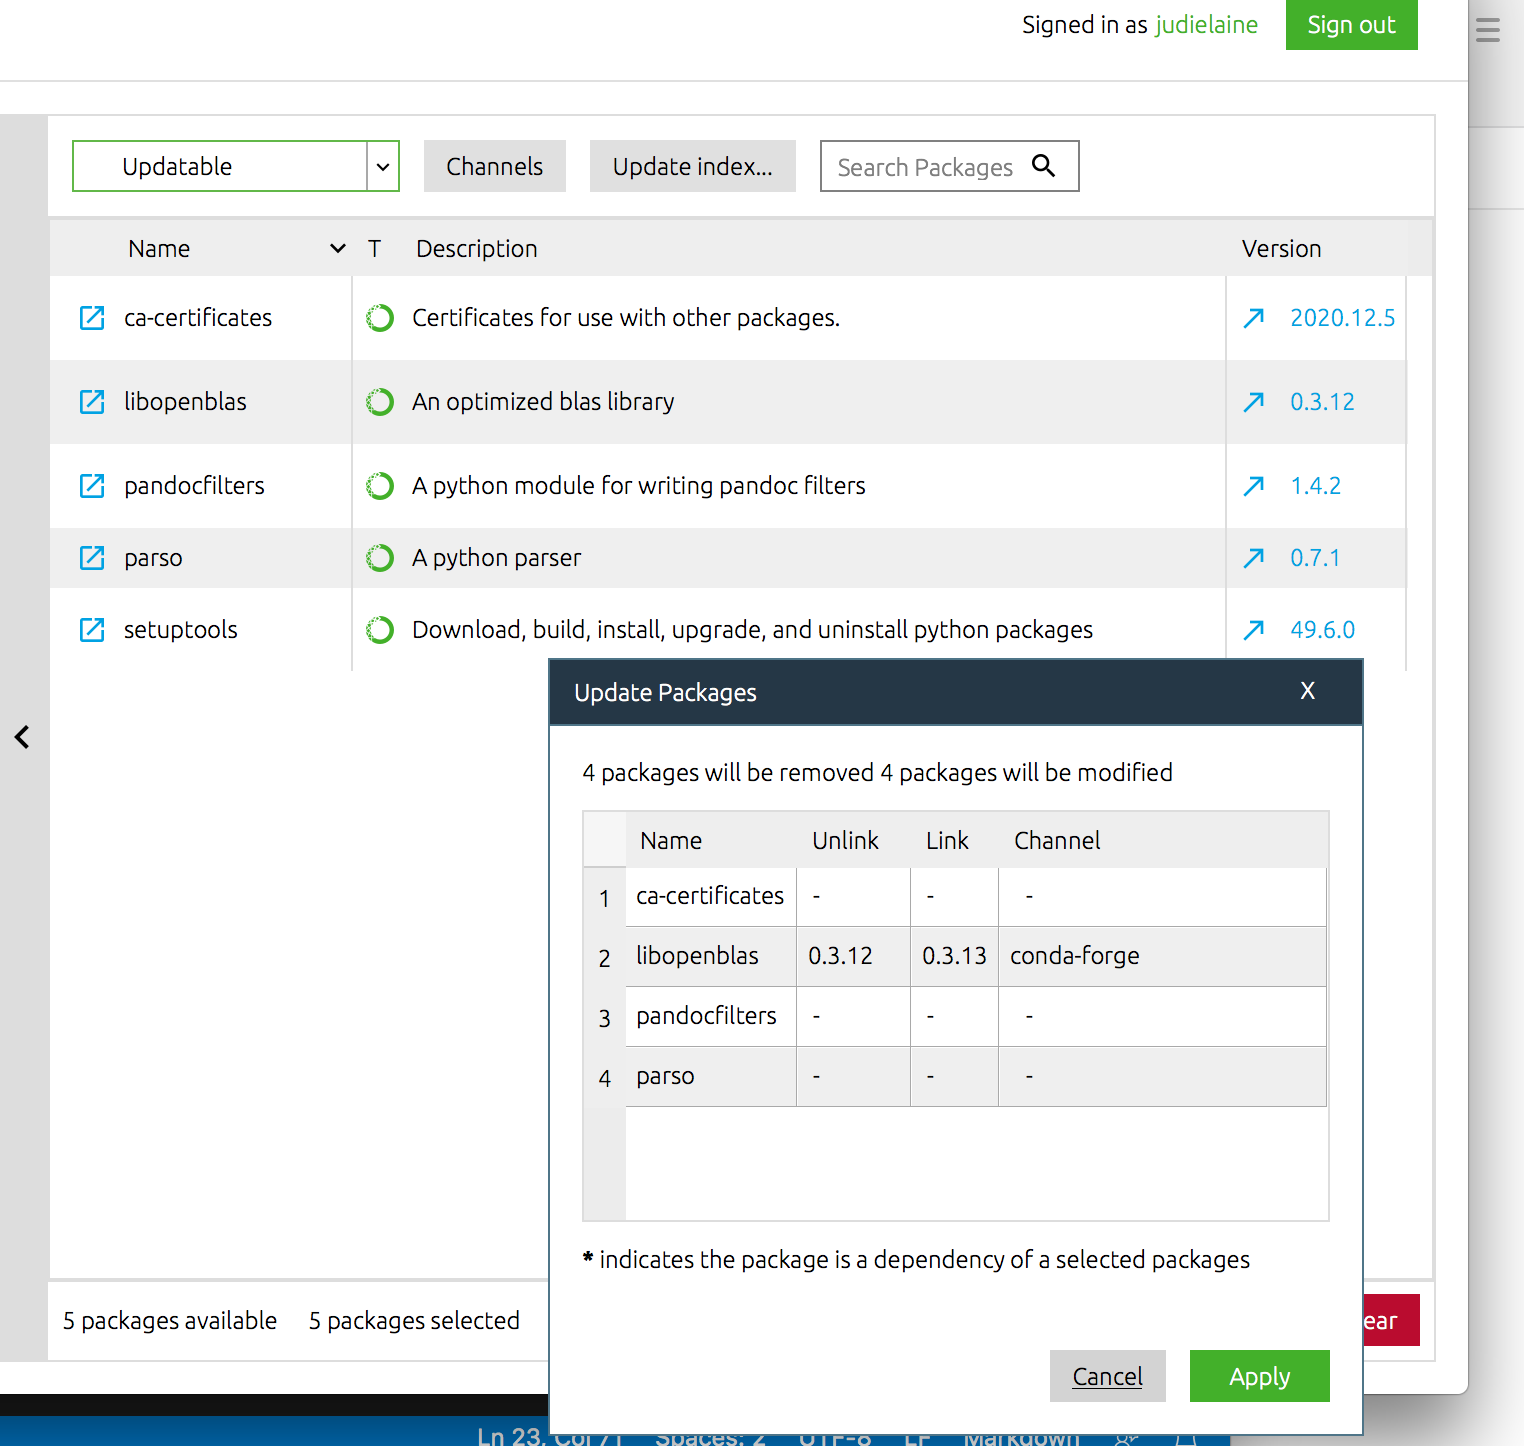 Signed in as judielaine Sign out
Updatable Channels Update index... Search Packages
Name T Description Version
ca-certificates Certificates for use with other packages. 2020.12.5
libopenblas An optimized blas library 0.3.12
pandocfilters A python module for writing pandoc filters 1.4.2
parso A python parser 0.7.1
setuptools Download, build, install, upgrade, and uninstall python packages 49.6.0
Update Packages X
4 packages will be removed 4 packages will be modified
Name Unlink Link Channel
1 ca-certificates - - -
2 libopenblas 0.3.12 0.3.13 conda-forge
3 pandocfilters - - -
4 parso - - -
* indicates the package is a dependency of a selected packages
5 packages available 5 packages selected ear
Cancel Apply
Ln 23, Col 71 Spaces: 2 UTF-8 LF Markdown